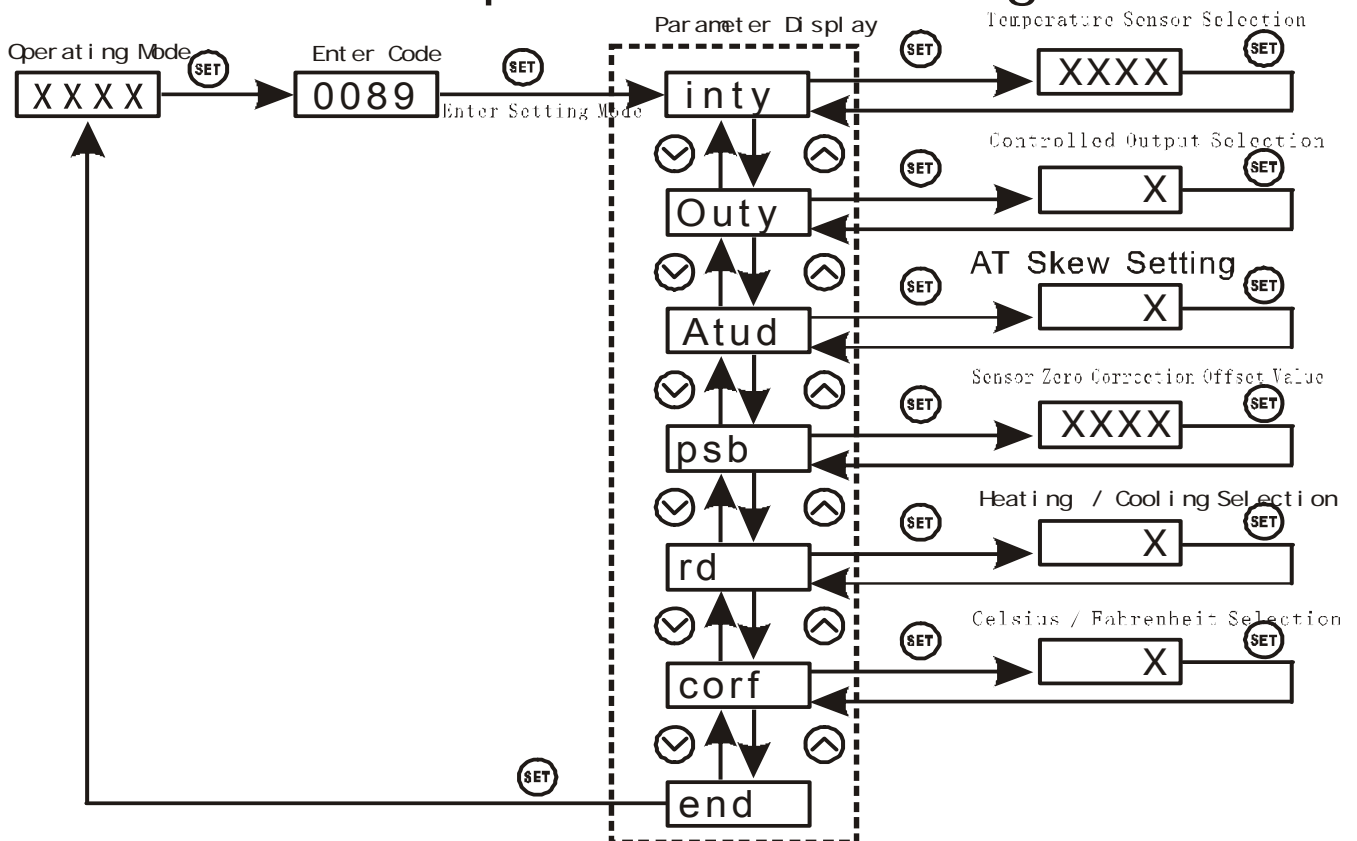 Parameter Display
Temperature Sensor Selection
Operating Mode
SET
Enter Code
SET
SET
SET
XXXX
0089
Enter Setting Mode
inty
XXXX
Controlled Output Selection
SET
SET
Outy
X
AT Skew Setting
SET
SET
Atud
X
Sensor Zero Correction Offset Value
SET
SET
psb
XXXX
Heating / Cooling Selection
SET
SET
rd
X
Celsius / Fahrenheit Selection
SET
SET
corf
X
SET
end